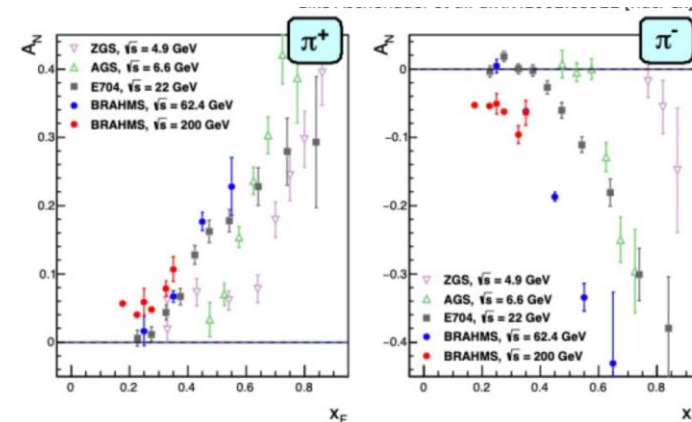 A_N
π⁺
ZGS, √s = 4.9 GeV
AGS, √s = 6.6 GeV
E704, √s = 22 GeV
BRAHMS, √s = 62.4 GeV
BRAHMS, √s = 200 GeV
0.4
0.3
0.2
0.1
0
0 0.2 0.4 0.6 0.8
X_F
A_N
π⁻
0
−0.1
−0.2
−0.3
−0.4
ZGS, √s = 4.9 GeV
AGS, √s = 6.6 GeV
E704, √s = 22 GeV
BRAHMS, √s = 62.4 GeV
BRAHMS, √s = 200 GeV
0 0.2 0.4 0.6 0.8